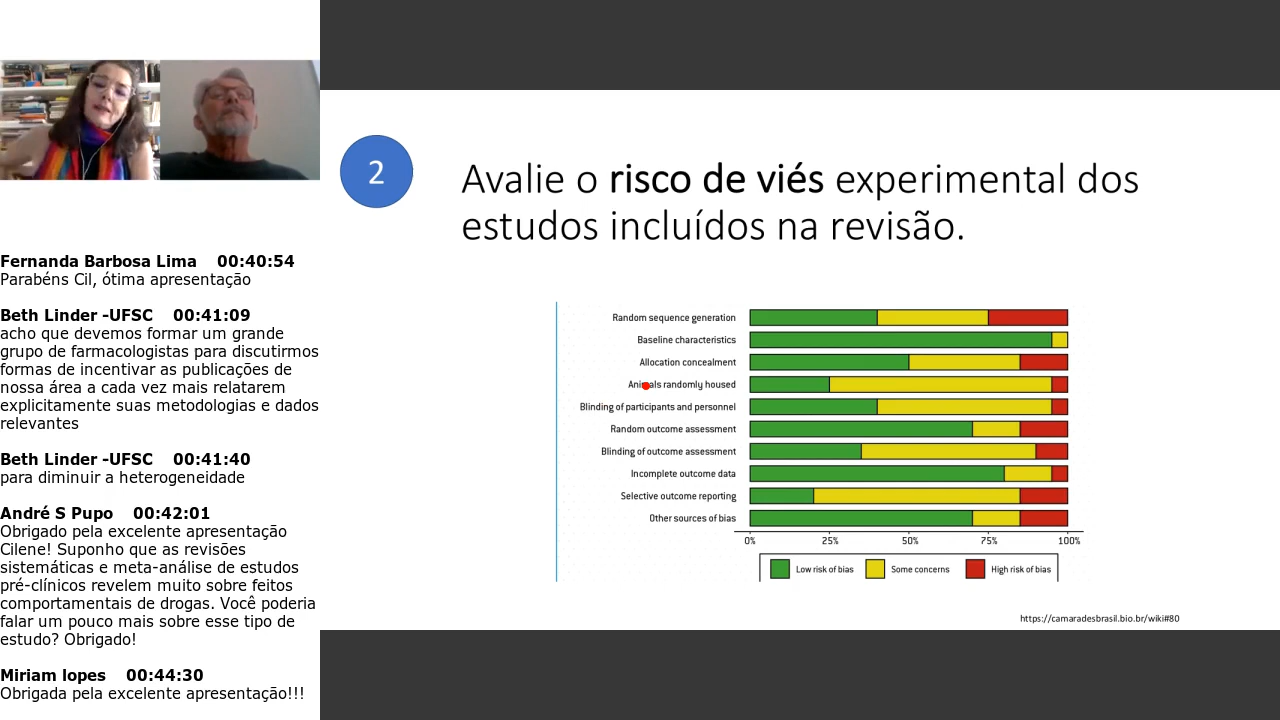 Fernanda Barbosa Lima 00:40:54
Parabéns Cil, ótima apresentação
Beth Linder -UFSC 00:41:09
acho que devemos formar um grande
grupo de farmacologistas para discutirmos
formas de incentivar as publicações de
nossa área a cada vez mais relatarem
explicitamente suas metodologias e dados
relevantes
Beth Linder -UFSC 00:41:40
para diminuir a heterogeneidade
André S Pupo 00:42:01
Obrigado pela excelente apresentação
Cilene! Suponho que as revisões
sistemáticas e meta-análise de estudos
pré-clínicos revelem muito sobre feitos
comportamentais de drogas. Você poderia
falar um pouco mais sobre esse tipo de
estudo? Obrigado!
Miriam lopes 00:44:30
Obrigada pela excelente apresentação!!!
2
Avalie o risco de viés experimental dos
estudos incluídos na revisão.
Random sequence generation
Baseline characteristics
Allocation concealment
Animals randomly housed
Blinding of participants and personnel
Random outcome assessment
Blinding of outcome assessment
Incomplete outcome data
Selective outcome reporting
Other sources of bias
0% 25% 50% 75% 100%
Low risk of bias Some concerns High risk of bias
https://camaradesbrasil.bio.br/wiki#80